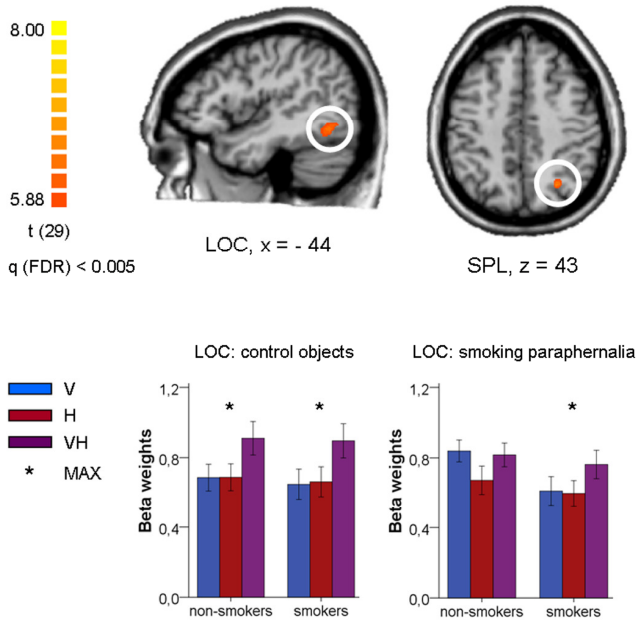 8.00
5.88
t (29)
q (FDR) < 0.005
LOC, x = - 44
SPL, z = 43
V
H
VH
* MAX
LOC: control objects
Beta weights
1,2
0,8
0,4
0,0
*
*
non-smokers
smokers
LOC: smoking paraphernalia
Beta weights
1,2
0,8
0,4
0,0
*
non-smokers
smokers